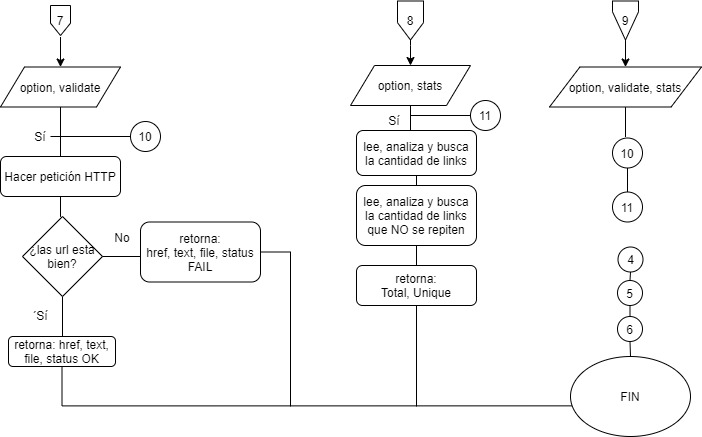 7
option, validate
Sí
10
Hacer petición HTTP
¿las url está
bien?
No
retorna:
href, text, file, status
FAIL
´Sí
retorna: href, text,
file, status OK
8
option, stats
Sí
11
lee, analiza y busca
la cantidad de links
lee, analiza y busca
la cantidad de links
que NO se repiten
retorna:
Total, Unique
9
option, validate, stats
10
11
4
5
6
FIN